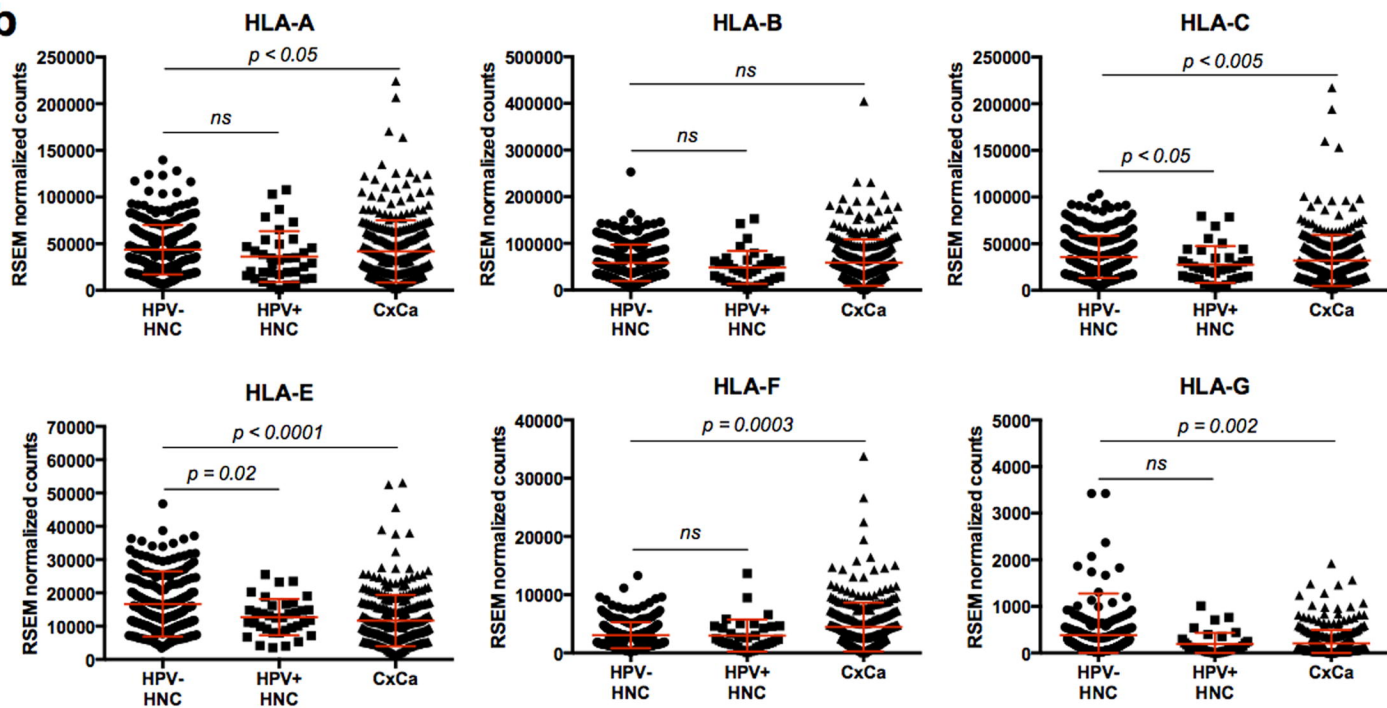 b
HLA-A
RSEM normalized counts
250000
200000
150000
100000
50000
0
p < 0.05
ns
HPV-
HNC
HPV+
HNC
CxCa
HLA-B
RSEM normalized counts
500000
400000
300000
200000
100000
0
ns
ns
HPV-
HNC
HPV+
HNC
CxCa
HLA-C
RSEM normalized counts
250000
200000
150000
100000
50000
0
p < 0.005
p < 0.05
HPV-
HNC
HPV+
HNC
CxCa
HLA-E
RSEM normalized counts
70000
60000
50000
40000
30000
20000
10000
0
p < 0.0001
p = 0.02
HPV-
HNC
HPV+
HNC
CxCa
HLA-F
RSEM normalized counts
40000
30000
20000
10000
0
p = 0.0003
ns
HPV-
HNC
HPV+
HNC
CxCa
HLA-G
RSEM normalized counts
5000
4000
3000
2000
1000
0
p = 0.002
ns
HPV-
HNC
HPV+
HNC
CxCa